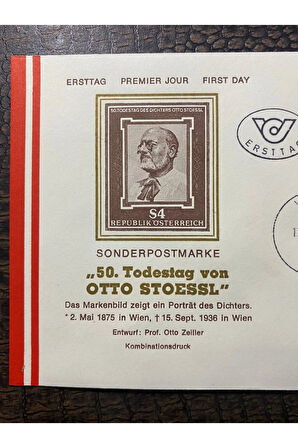 ERSTTAG PREMIER JOUR FIRST DAY
50. TODESTAG DES DICHTERS OTTO STOESSL
S4
REPUBLIK ÖSTERREICH
ERSTTAG
SONDERPOSTMARKE
„50. Todestag von
OTTO STOESSL"
Das Markenbild zeigt ein Porträt des Dichters.
* 2. Mai 1875 in Wien, † 15. Sept. 1936 in Wien
Entwurf: Prof. Otto Zeiller
Kombinationsdruck